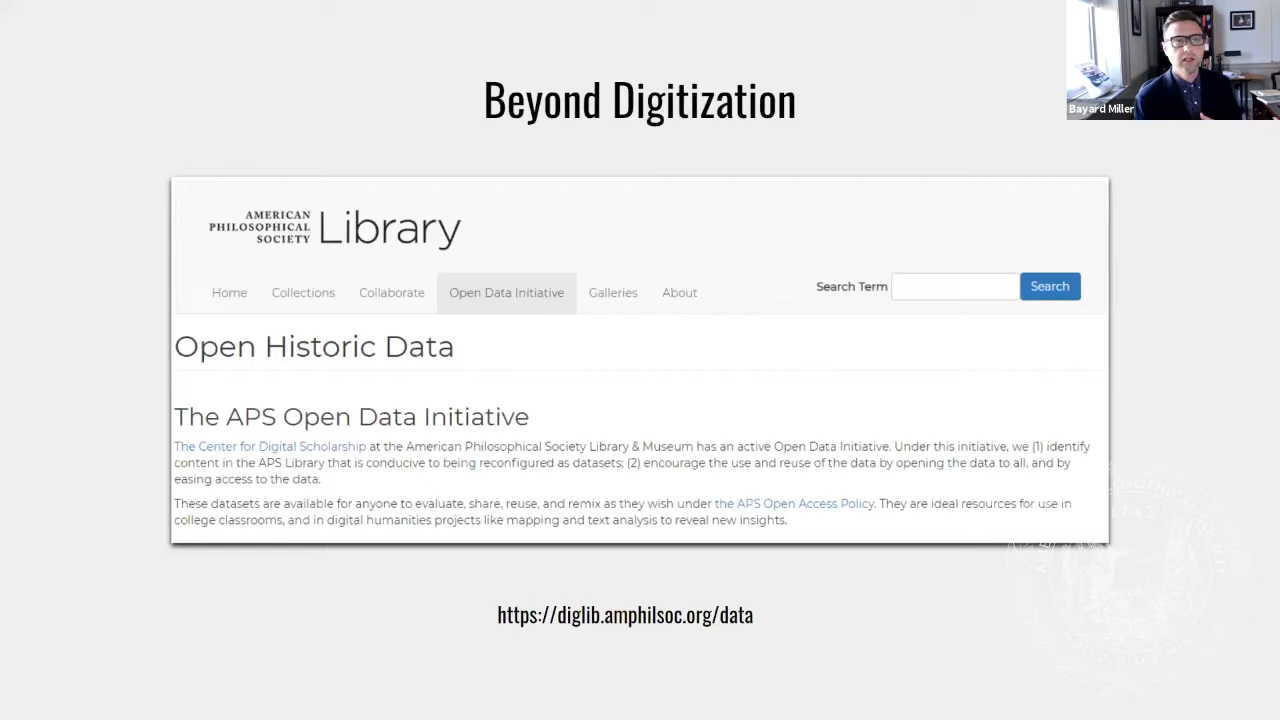 Beyond Digitization
Bayard Miller
AMERICAN
PHILOSOPHICAL
SOCIETY
Library
Home
Collections
Collaborate
Open Data Initiative
Galleries
About
Search Term
Search
Open Historic Data
The APS Open Data Initiative
The Center for Digital Scholarship at the American Philosophical Society Library & Museum has an active Open Data Initiative. Under this initiative, we (1) identify
content in the APS Library that is conducive to being reconfigured as datasets; (2) encourage the use and reuse of the data by opening the data to all, and by
easing access to the data.
These datasets are available for anyone to evaluate, share, reuse, and remix as they wish under the APS Open Access Policy. They are ideal resources for use in
college classrooms, and in digital humanities projects like mapping and text analysis to reveal new insights.
https://diglib.amphilsoc.org/data
1743